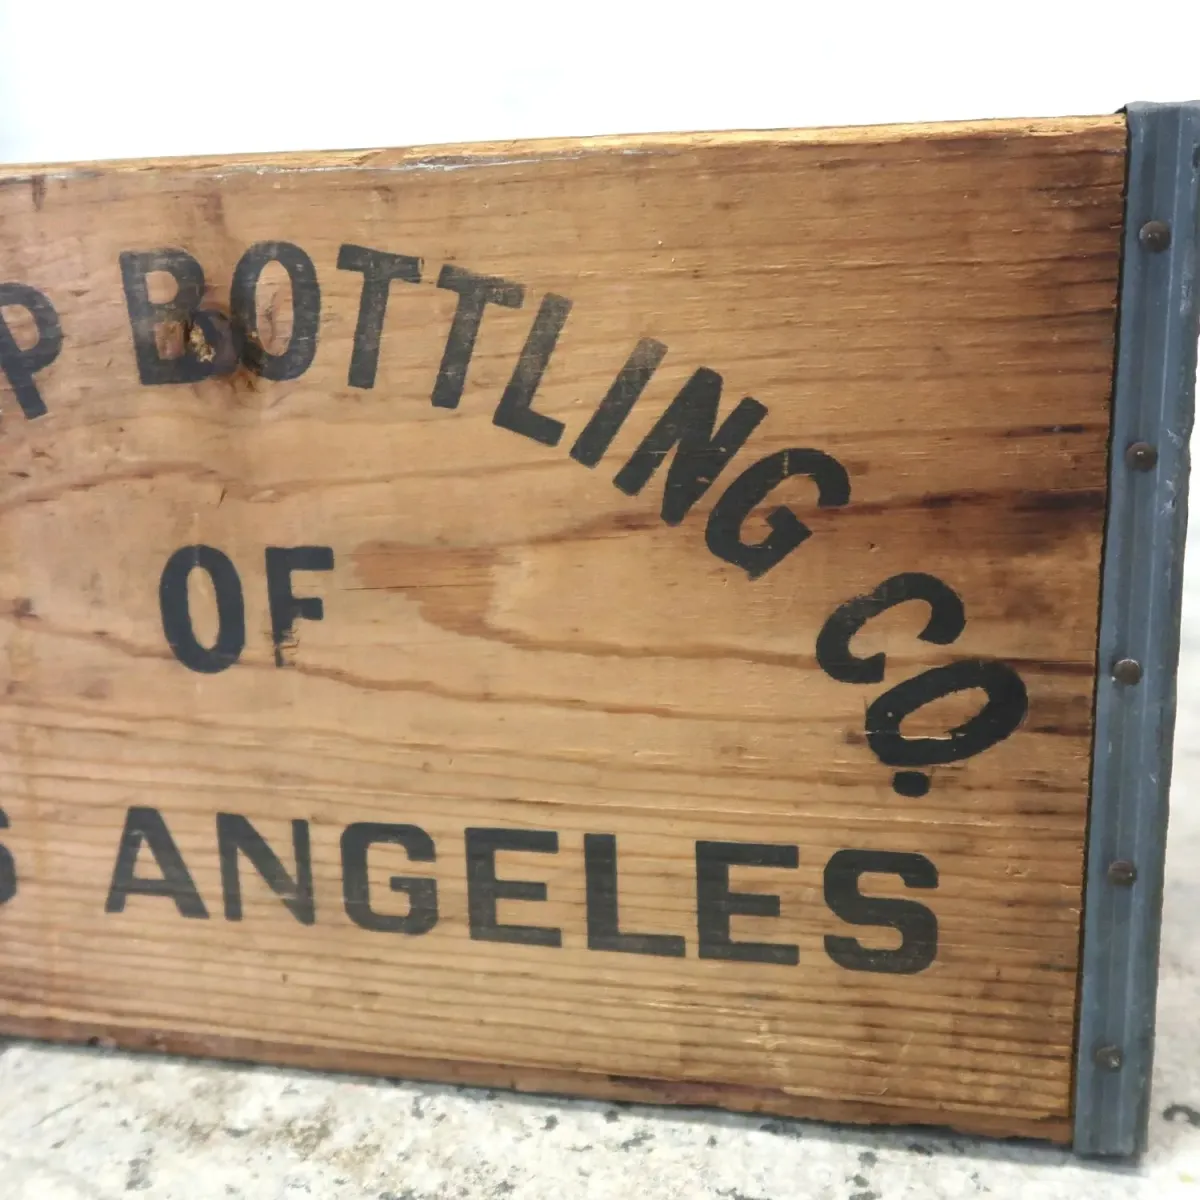 P BOTTLING CO.
OF
S ANGELES